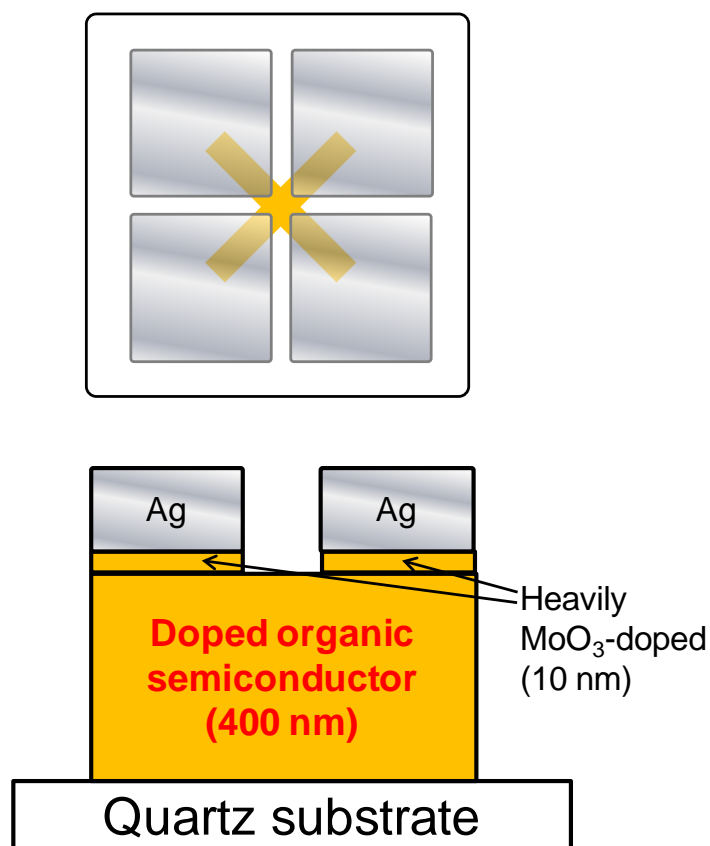 Ag Ag
Heavily
MoO₃-doped
(10 nm)
Doped organic
semiconductor
(400 nm)
Quartz substrate